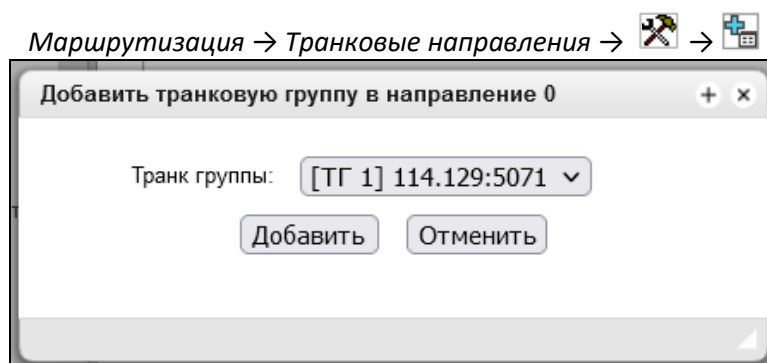 Маршрутизация → Транковые направления → →
Добавить транковую группу в направление 0
Транк группы: [ТГ 1] 114.129:5071
Добавить Отменить